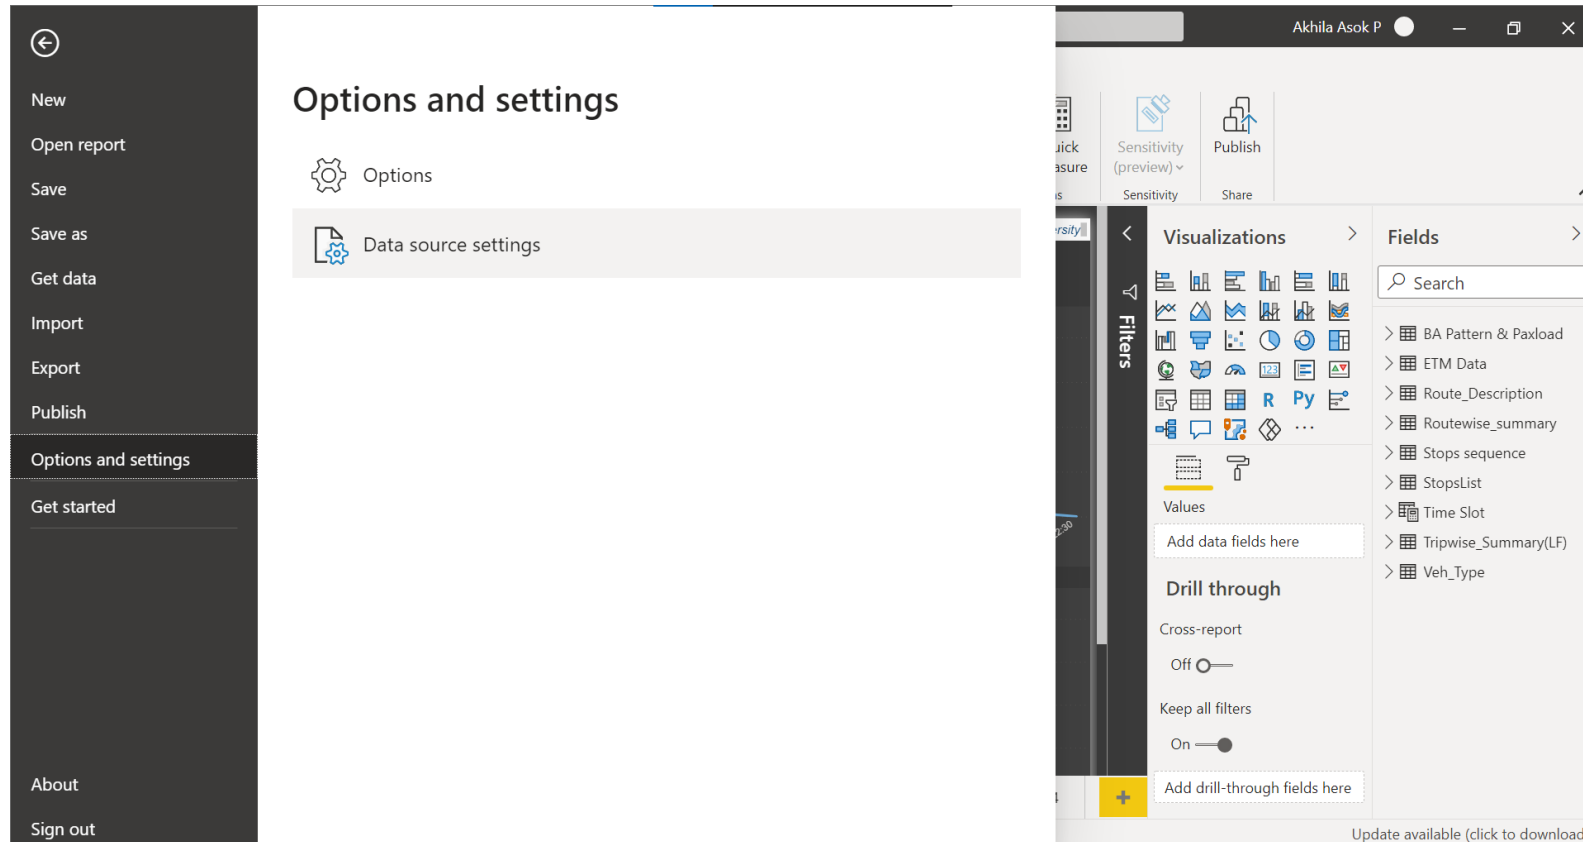 New
Open report
Save
Save as
Get data
Import
Export
Publish
Options and settings
Get started
About
Sign out
Options and settings
Options
Data source settings
Akhila Asok P
Sensitivity
(preview)
Sensitivity
Publish
Share
Filters
Visualizations
123
R
Py
...
Values
Add data fields here
Drill through
Cross-report
Off
Keep all filters
On
Add drill-through fields here
Fields
Search
BA Pattern & Paxload
ETM Data
Route_Description
Routewise_summary
Stops sequence
StopsList
Time Slot
Tripwise_Summary(LF)
Veh_Type
Update available (click to download